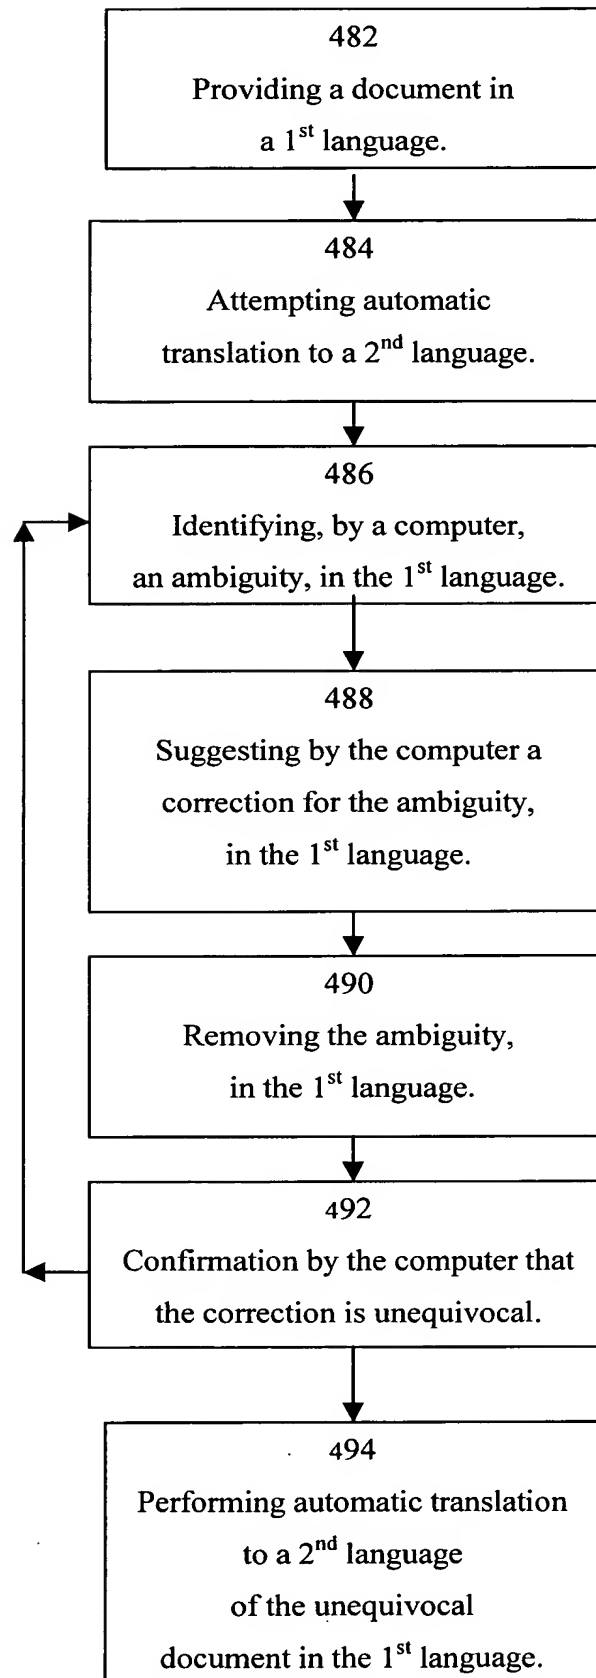 482
Providing a document in
a 1st language.
484
Attempting automatic
translation to a 2nd language.
486
Identifying, by a computer,
an ambiguity, in the 1st language.
488
Suggesting by the computer a
correction for the ambiguity,
in the 1st language.
490
Removing the ambiguity,
in the 1st language.
492
Confirmation by the computer that
the correction is unequivocal.
494
Performing automatic translation
to a 2nd language
of the unequivocal
document in the 1st language.